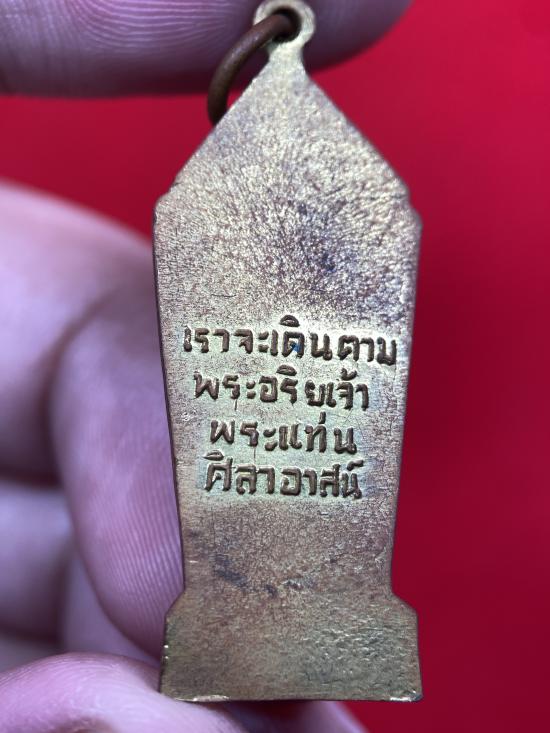 เราจะเดินตาม
พระอริยเจ้า
พระแท่น
ศิลาอาสน์